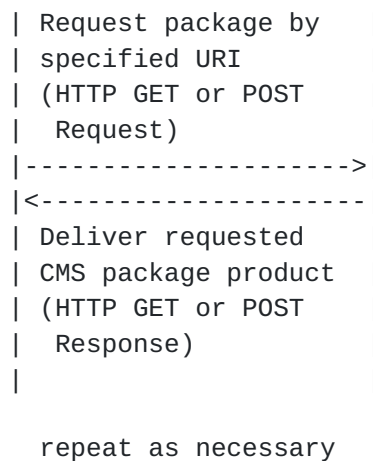 | Request package by
| specified URI
| (HTTP GET or POST
|  Request)
|--------------------->
|<---------------------
| Deliver requested
| CMS package product
| (HTTP GET or POST
|  Response)
|
repeat as necessary